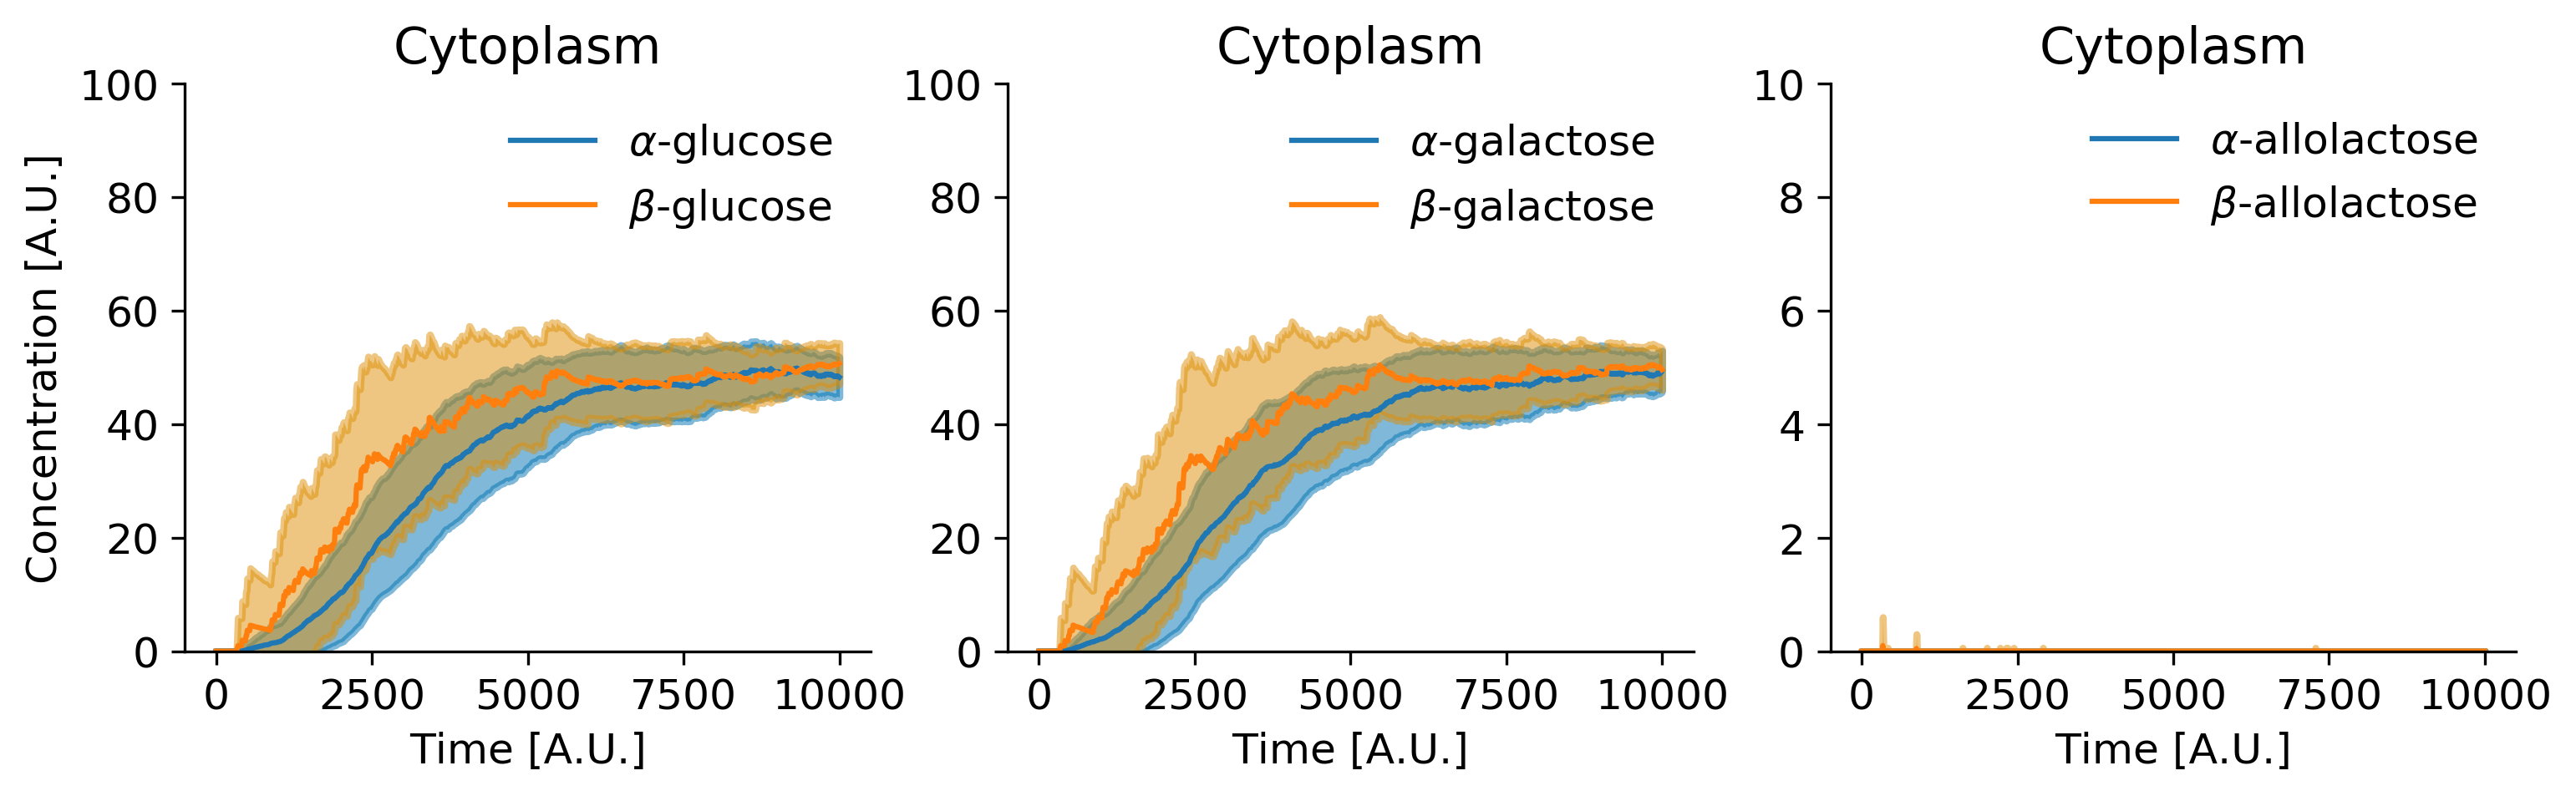 Cytoplasm
Concentration [A.U.]
100
80
60
40
20
0
α-glucose
β-glucose
0 2500 5000 7500 10000
Time [A.U.]
Cytoplasm
100
80
60
40
20
0
α-galactose
β-galactose
0 2500 5000 7500 10000
Time [A.U.]
Cytoplasm
10
8
6
4
2
0
α-allolactose
β-allolactose
0 2500 5000 7500 10000
Time [A.U.]